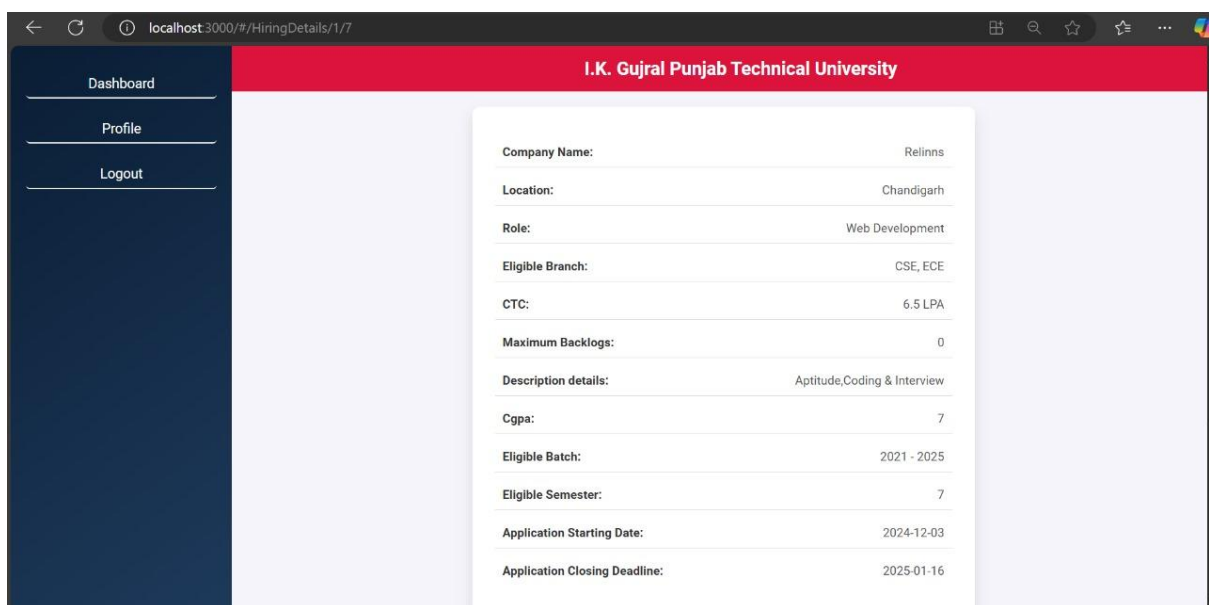 localhost:3000/#/HiringDetails/1/7
I.K. Gujral Punjab Technical University
Dashboard
Profile
Logout
Company Name: Relinns
Location: Chandigarh
Role: Web Development
Eligible Branch: CSE, ECE
CTC: 6.5 LPA
Maximum Backlogs: 0
Description details: Aptitude,Coding & Interview
Cgpa: 7
Eligible Batch: 2021 - 2025
Eligible Semester: 7
Application Starting Date: 2024-12-03
Application Closing Deadline: 2025-01-16